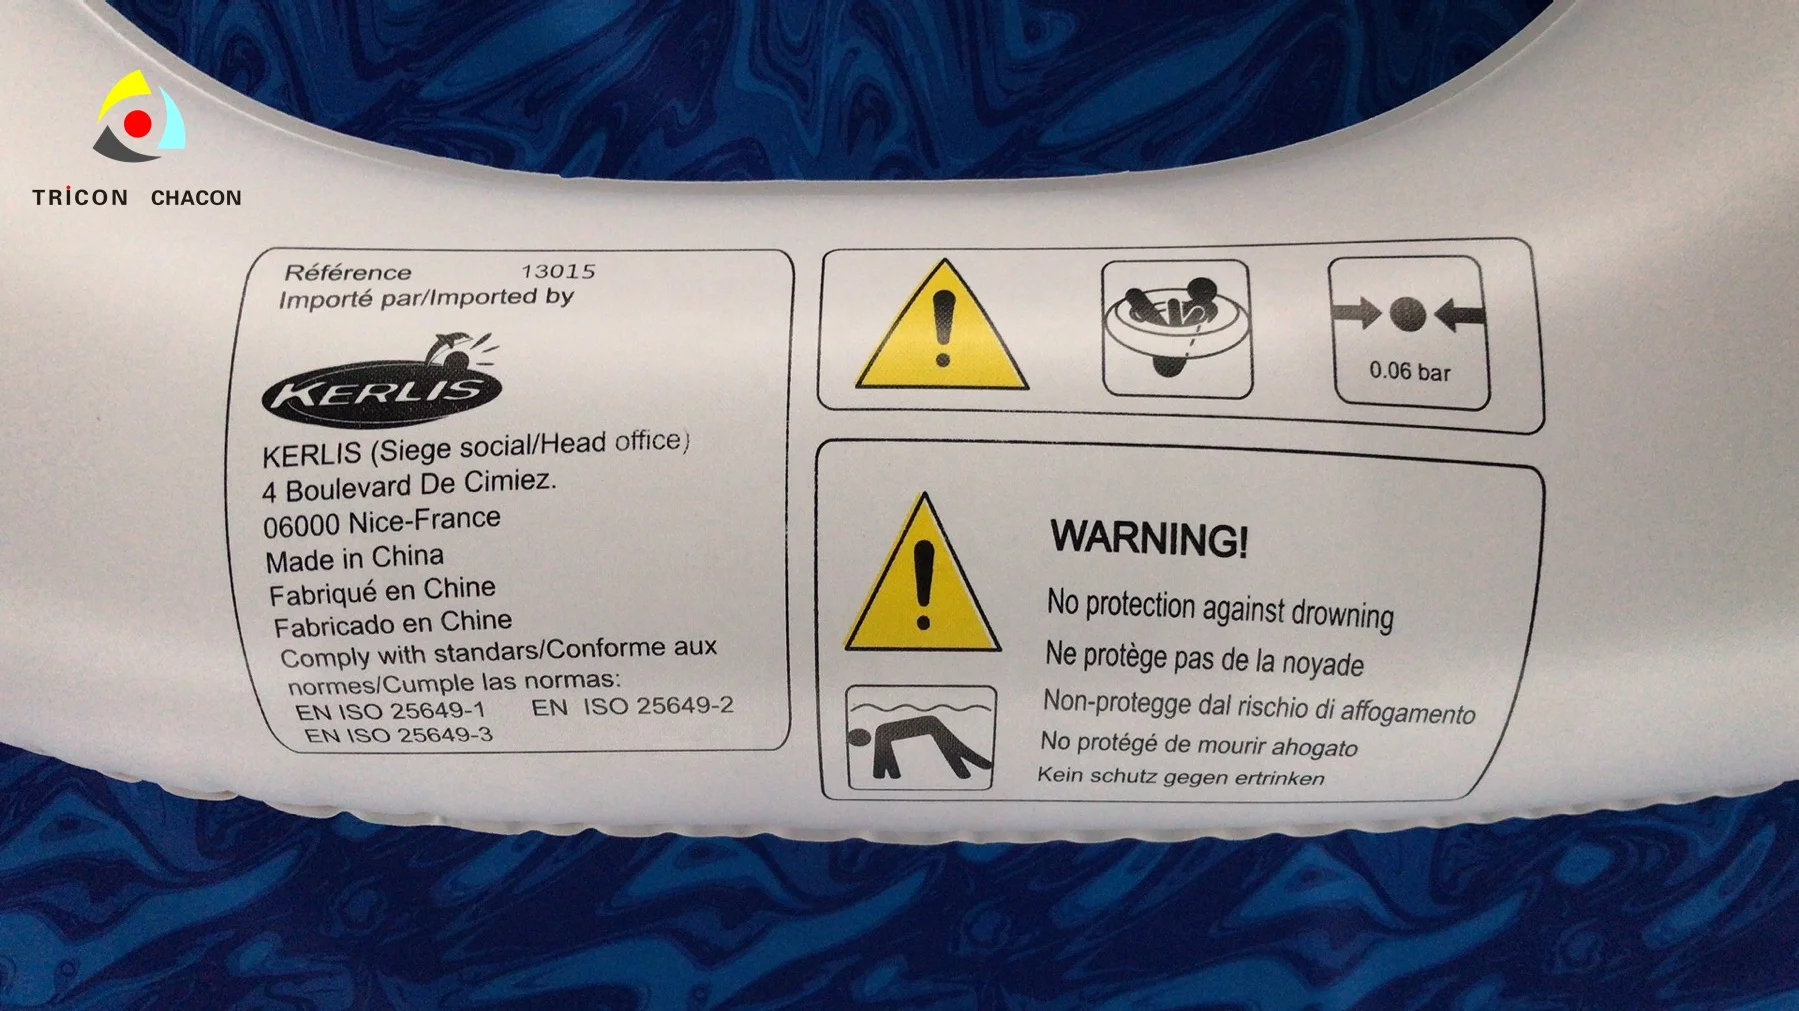 TRICON CHACON
Référence 13015
Importé par/Imported by
KERLIS
KERLIS (Siege social/Head office)
4 Boulevard De Cimiez.
06000 Nice-France
Made in China
Fabriqué en Chine
Fabricado en Chine
Comply with standars/Conforme aux
normes/Cumple las normas:
EN ISO 25649-1 EN ISO 25649-2
EN ISO 25649-3
0.06 bar
WARNING!
No protection against drowning
Ne protège pas de la noyade
Non-protegge dal rischio di affogamento
No protégé de mourir ahogato
Kein schutz gegen ertrinken